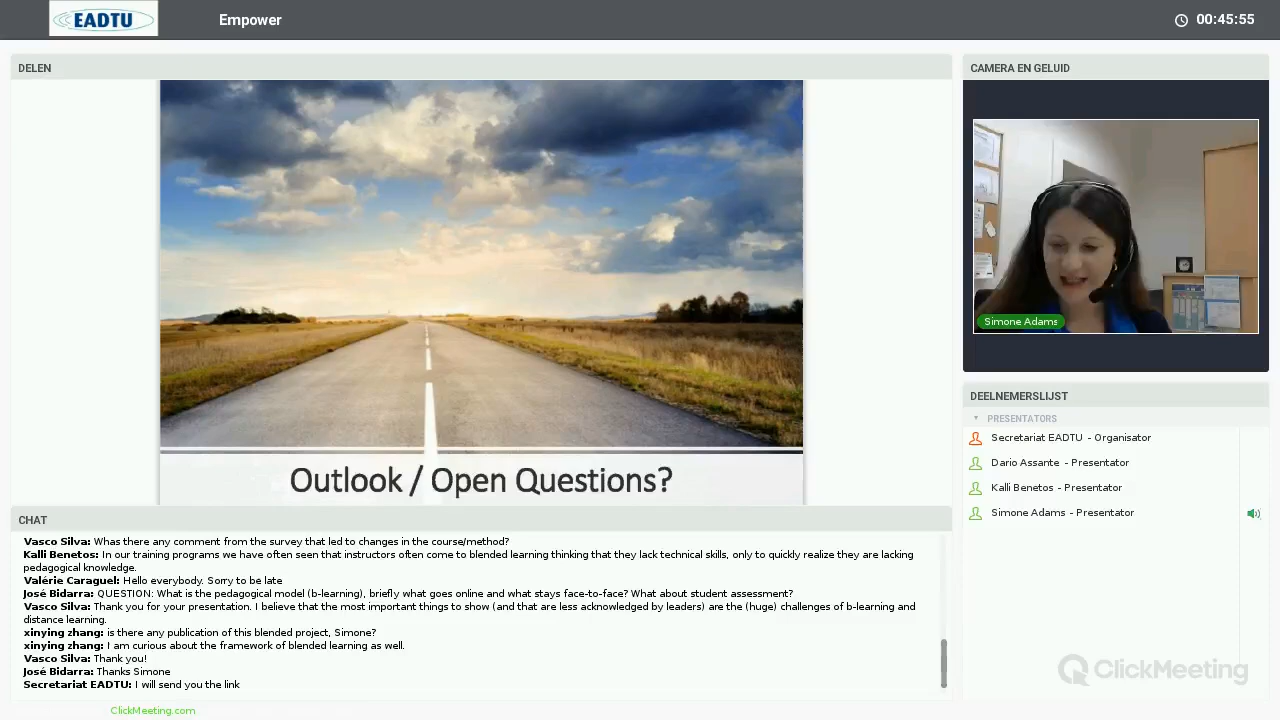 EADTU
Empower
00:45:55
DELEN
Outlook / Open Questions?
CHAT
Vasco Silva: Whas there any comment from the survey that led to changes in the course/method?
Kalli Benetos: In our training programs we have often seen that instructors often come to blended learning thinking that they lack technical skills, only to quickly realize they are lacking
pedagogical knowledge.
Valérie Caraguel: Hello everybody. Sorry to be late
José Bidarra: QUESTION: What is the pedagogical model (b-learning), briefly what goes online and what stays face-to-face? What about student assessment?
Vasco Silva: Thank you for your presentation. I believe that the most important things to show (and that are less acknowledged by leaders) are the (huge) challenges of b-learning and
distance learning.
xinying zhang: is there any publication of this blended project, Simone?
xinying zhang: I am curious about the framework of blended learning as well.
Vasco Silva: Thank you!
José Bidarra: Thanks Simone
Secretariat EADTU: I will send you the link
ClickMeeting.com
CAMERA EN GELUID
Simone Adams
DEELNEMERSLIJST
PRESENTATORS
Secretariat EADTU - Organisator
Dario Assante - Presentator
Kalli Benetos - Presentator
Simone Adams - Presentator
ClickMeeting